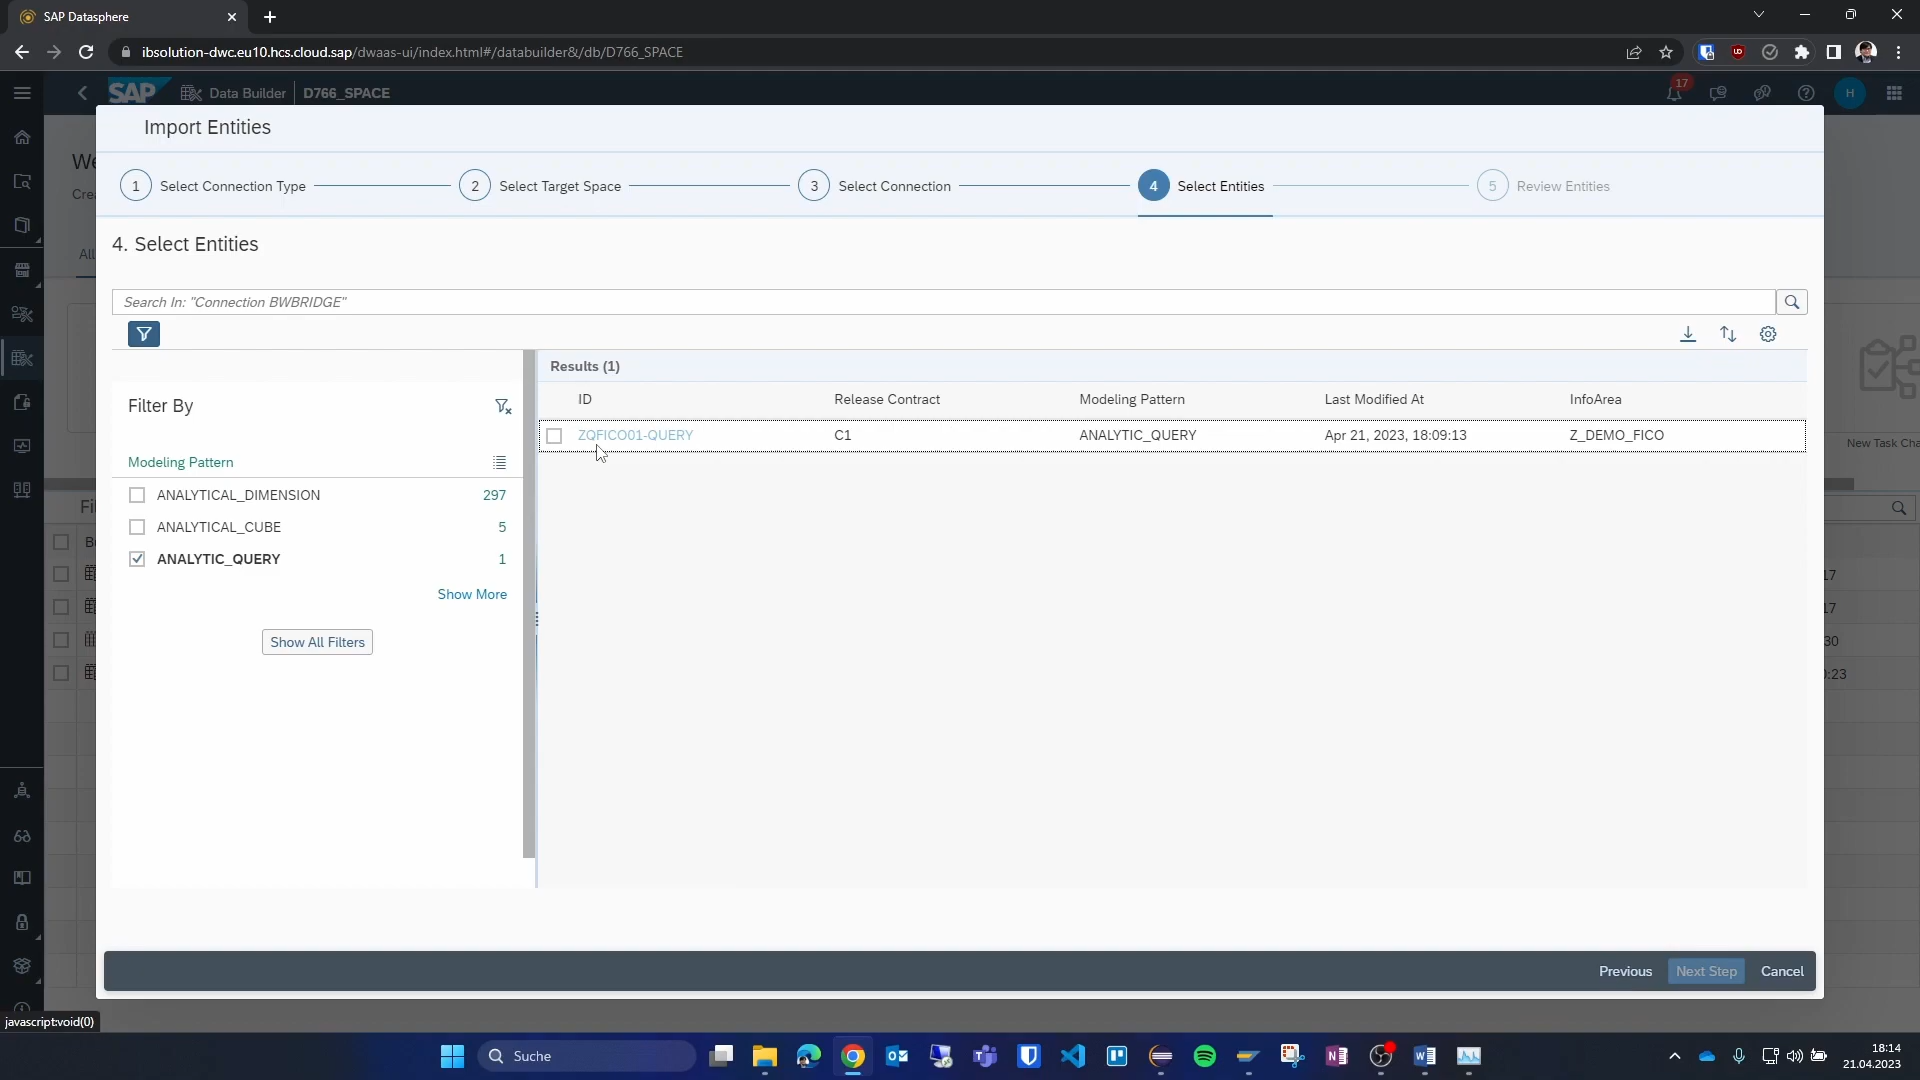 SAP Datasphere
ibsolution-dwc.eu10.hcs.cloud.sap/dwaas-ui/index.html#/databuilder&/db/D766_SPACE
SAP
Data Builder
D766_SPACE
17
H
Import Entities
1 Select Connection Type
2 Select Target Space
3 Select Connection
4 Select Entities
5 Review Entities
4. Select Entities
All
Search In: "Connection BWBRIDGE"
Results (1)
Filter By
ID Release Contract Modeling Pattern Last Modified At InfoArea
ZQFICO01-QUERY C1 ANALYTIC_QUERY Apr 21, 2023, 18:09:13 Z_DEMO_FICO
Modeling Pattern
ANALYTICAL_DIMENSION 297
ANALYTICAL_CUBE 5
ANALYTIC_QUERY 1
Show More
Show All Filters
New Task Cha
17
17
30
:23
Previous
Next Step
Cancel
javascript:void(0)
Suche
18:14
21.04.2023